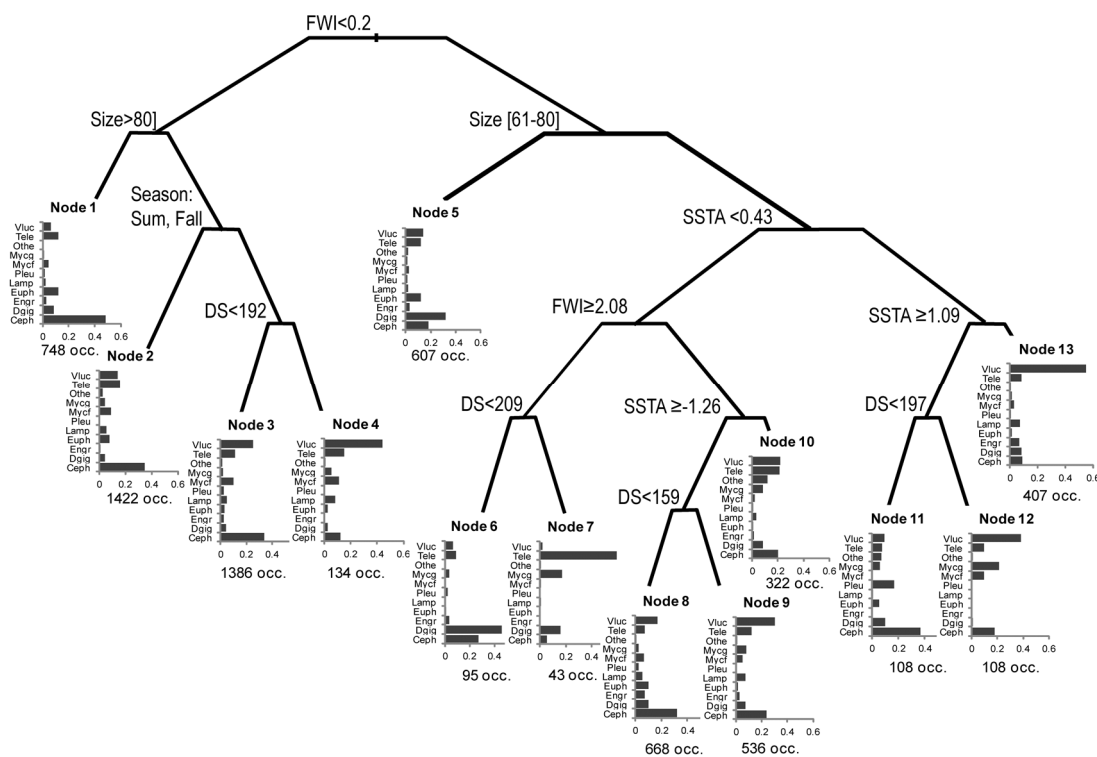 FWI<0.2
Size>80]
Size [61-80]
Season:
Sum, Fall
SSTA <0.43
DS<192
FWI≥2.08
SSTA ≥1.09
DS<209
SSTA ≥-1.26
DS<197
DS<159
Node 1
Vluc
Tele
Othe
Mycg
Mycf
Pleu
Lamp
Euph
Engr
Dgig
Ceph
0 0.2 0.4 0.6
748 occ.
Node 2
Vluc
Tele
Othe
Mycg
Mycf
Pleu
Lamp
Euph
Engr
Dgig
Ceph
0 0.2 0.4 0.6
1422 occ.
Node 3
Vluc
Tele
Othe
Mycg
Mycf
Pleu
Lamp
Euph
Engr
Dgig
Ceph
0 0.2 0.4 0.6
1386 occ.
Node 4
Vluc
Tele
Othe
Mycg
Mycf
Pleu
Lamp
Euph
Engr
Dgig
Ceph
0 0.2 0.4 0.6
134 occ.
Node 5
Vluc
Tele
Othe
Mycg
Mycf
Pleu
Lamp
Euph
Engr
Dgig
Ceph
0 0.2 0.4 0.6
607 occ.
Node 6
Vluc
Tele
Othe
Mycg
Mycf
Pleu
Lamp
Euph
Engr
Dgig
Ceph
0 0.2 0.4
95 occ.
Node 7
Vluc
Tele
Othe
Mycg
Mycf
Pleu
Lamp
Euph
Engr
Dgig
Ceph
0 0.2 0.4 0.6
43 occ.
Node 8
Vluc
Tele
Othe
Mycg
Mycf
Pleu
Lamp
Euph
Engr
Dgig
Ceph
0 0.2 0.4
668 occ.
Node 9
Vluc
Tele
Othe
Mycg
Mycf
Pleu
Lamp
Euph
Engr
Dgig
Ceph
0 0.2 0.4 0.6
536 occ.
Node 10
Vluc
Tele
Othe
Mycg
Mycf
Pleu
Lamp
Euph
Engr
Dgig
Ceph
0 0.2 0.4 0.6
322 occ.
Node 11
Vluc
Tele
Othe
Mycg
Mycf
Pleu
Lamp
Euph
Engr
Dgig
Ceph
0 0.2 0.4
108 occ.
Node 12
Vluc
Tele
Othe
Mycg
Mycf
Pleu
Lamp
Euph
Engr
Dgig
Ceph
0 0.2 0.4 0.6
108 occ.
Node 13
Vluc
Tele
Othe
Mycg
Mycf
Pleu
Lamp
Euph
Engr
Dgig
Ceph
0 0.2 0.4 0.6
407 occ.